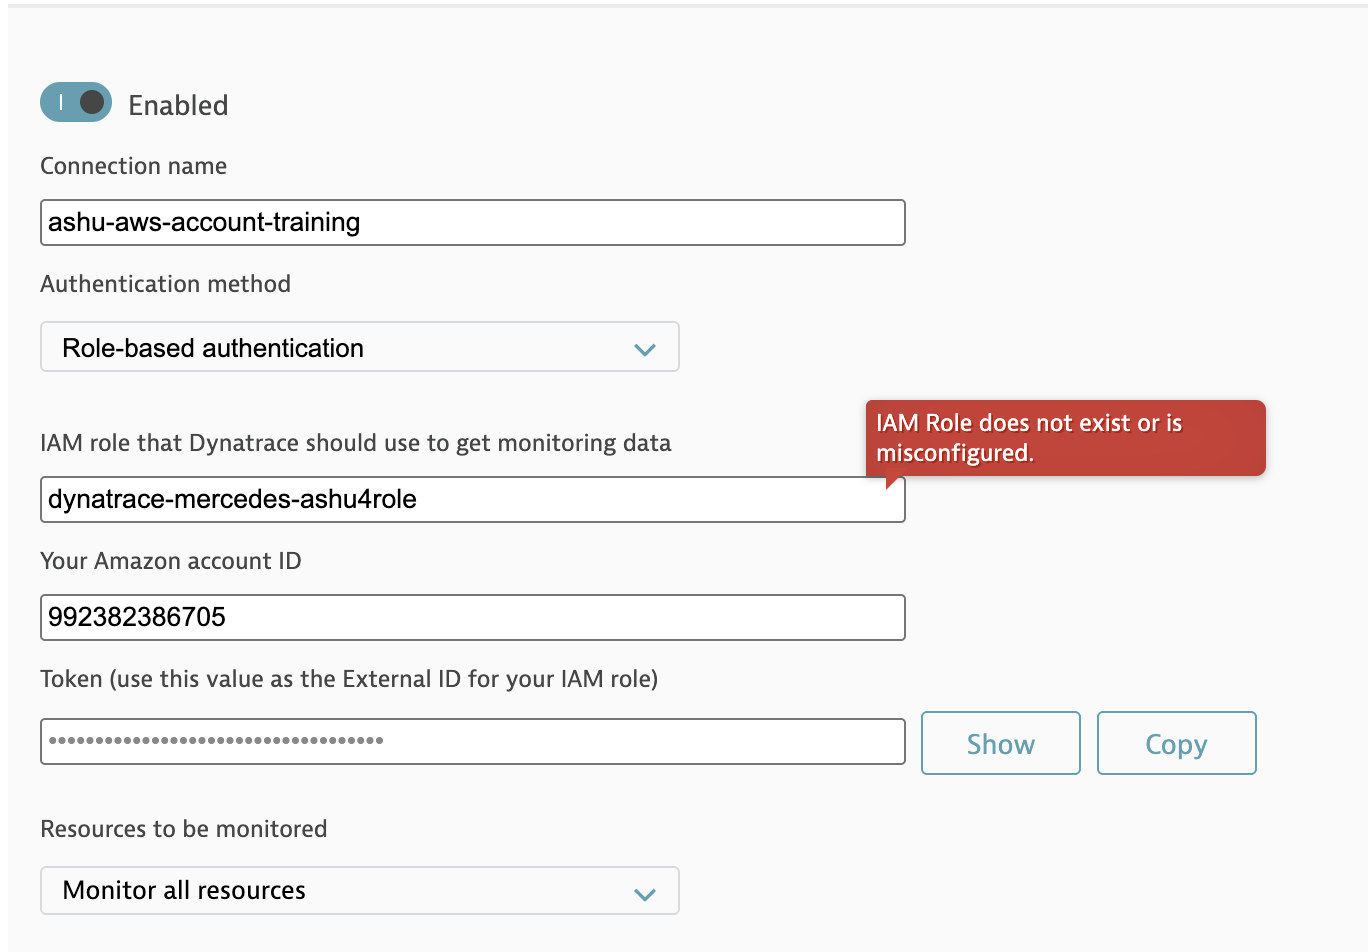 Enabled
Connection name
ashu-aws-account-training
Authentication method
Role-based authentication
IAM Role does not exist or is
misconfigured.
IAM role that Dynatrace should use to get monitoring data
dynatrace-mercedes-ashu4role
Your Amazon account ID
992382386705
Token (use this value as the External ID for your IAM role)
••••••••••••••••••••••••••••••••••••
Show
Copy
Resources to be monitored
Monitor all resources